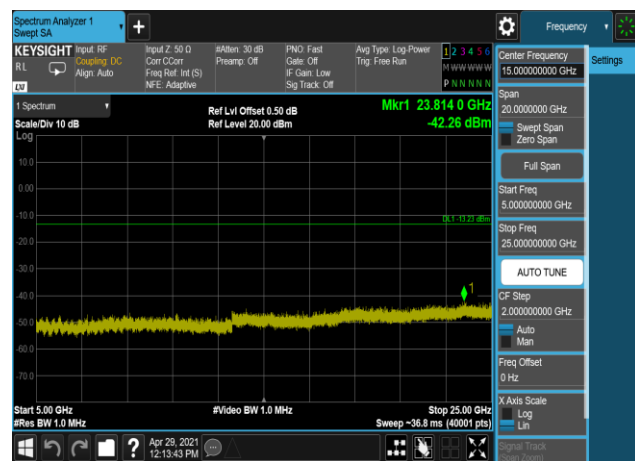 Spectrum Analyzer 1
Swept SA
+
Frequency
KEYSIGHT
RL
LXI
Input: RF
Coupling: DC
Align: Auto
Input Z: 50 Ω
Corr CCorr
Freq Ref: Int (S)
NFE: Adaptive
#Atten: 30 dB
Preamp: Off
PNO: Fast
Gate: Off
IF Gain: Low
Sig Track: Off
Avg Type: Log-Power
Trig: Free Run
1 2 3 4 5 6
M W W W W W
P N N N N N
Center Frequency
15.000000000 GHz
Settings
Span
20.0000000 GHz
Swept Span
Zero Span
Full Span
Start Freq
5.000000000 GHz
Stop Freq
25.000000000 GHz
AUTO TUNE
CF Step
2.000000000 GHz
Auto
Man
Freq Offset
0 Hz
X Axis Scale
Log
Lin
Signal Track
(Span Zoom)
1 Spectrum
Scale/Div 10 dB
Log
Ref Lvl Offset 0.50 dB
Ref Level 20.00 dBm
Mkr1 23.814 0 GHz
-42.26 dBm
10.0
0.00
-10.0
DL1 -13.23 dBm
-20.0
-30.0
1
-40.0
-50.0
-60.0
-70.0
Start 5.00 GHz
#Res BW 1.0 MHz
#Video BW 1.0 MHz
Stop 25.00 GHz
Sweep ~36.8 ms (40001 pts)
?
Apr 29, 2021
12:13:43 PM